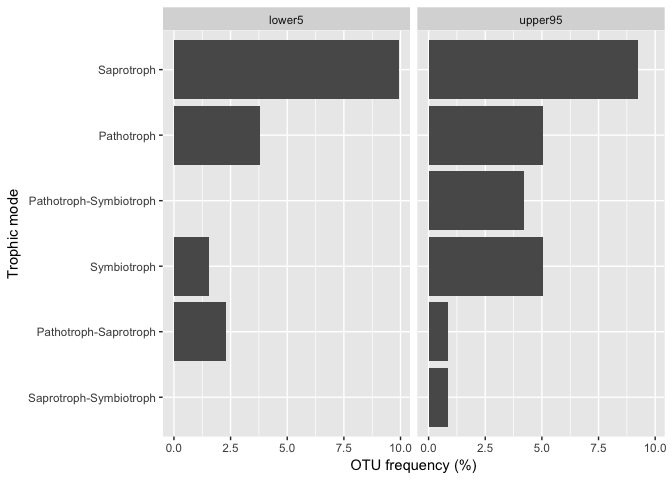 lower5 upper95
Saprotroph
Pathotroph
Pathotroph-Symbiotroph
Symbiotroph
Pathotroph-Saprotroph
Saprotroph-Symbiotroph
Trophic mode
0.0 2.5 5.0 7.5 10.0 0.0 2.5 5.0 7.5 10.0
OTU frequency (%)